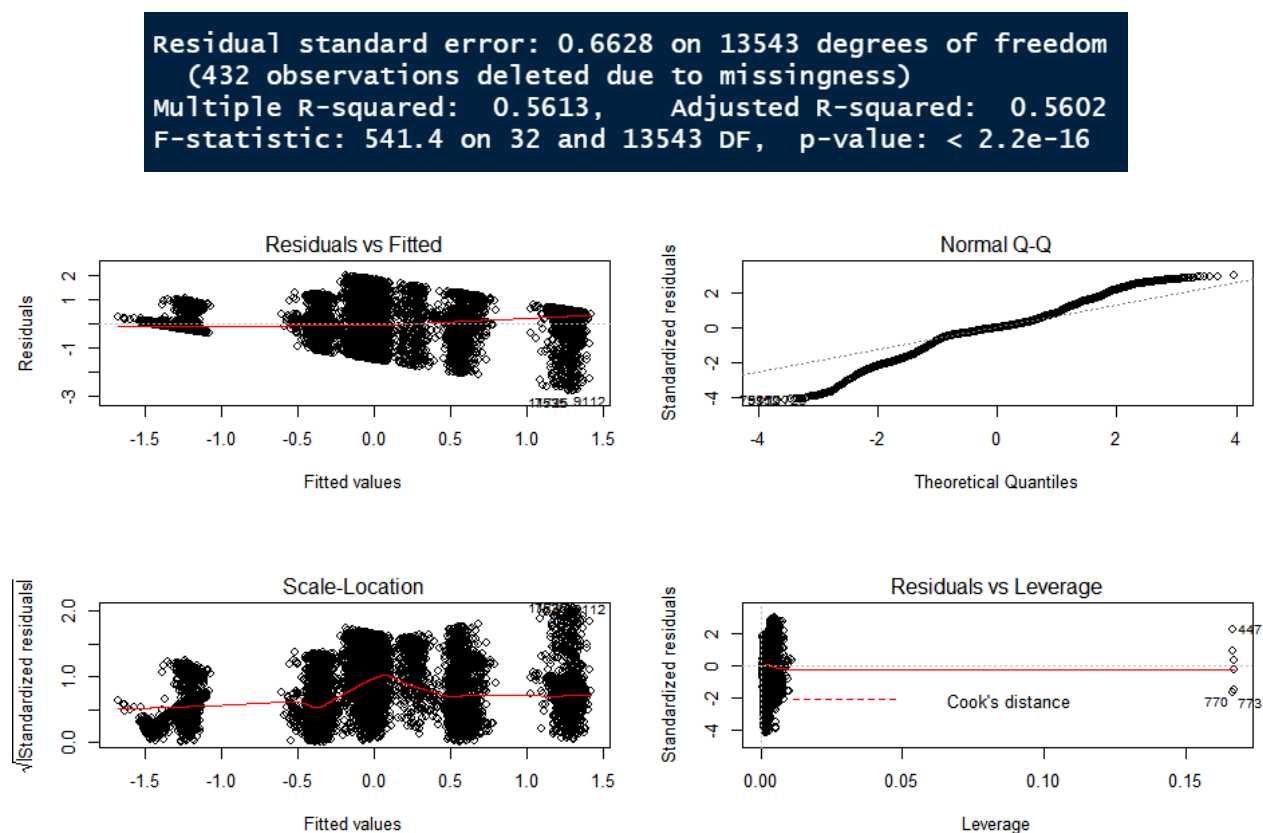 Residual standard error: 0.6628 on 13543 degrees of freedom
(432 observations deleted due to missingness)
Multiple R-squared:  0.5613,    Adjusted R-squared:  0.5602
F-statistic: 541.4 on 32 and 13543 DF,  p-value: < 2.2e-16
Residuals vs Fitted
Residuals
2
1
-1
-3
9112
-1.5 -1.0 -0.5 0.0 0.5 1.0 1.5
Fitted values
Normal Q-Q
Standardized residuals
2
0
-2
-4
-4 -2 0 2 4
Theoretical Quantiles
Scale-Location
√|Standardized residuals|
2.0
1.0
0.0
-1.5 -1.0 -0.5 0.0 0.5 1.0 1.5
Fitted values
Residuals vs Leverage
Standardized residuals
2
0
-2
-4
447
770 773
Cook's distance
0.00 0.05 0.10 0.15
Leverage